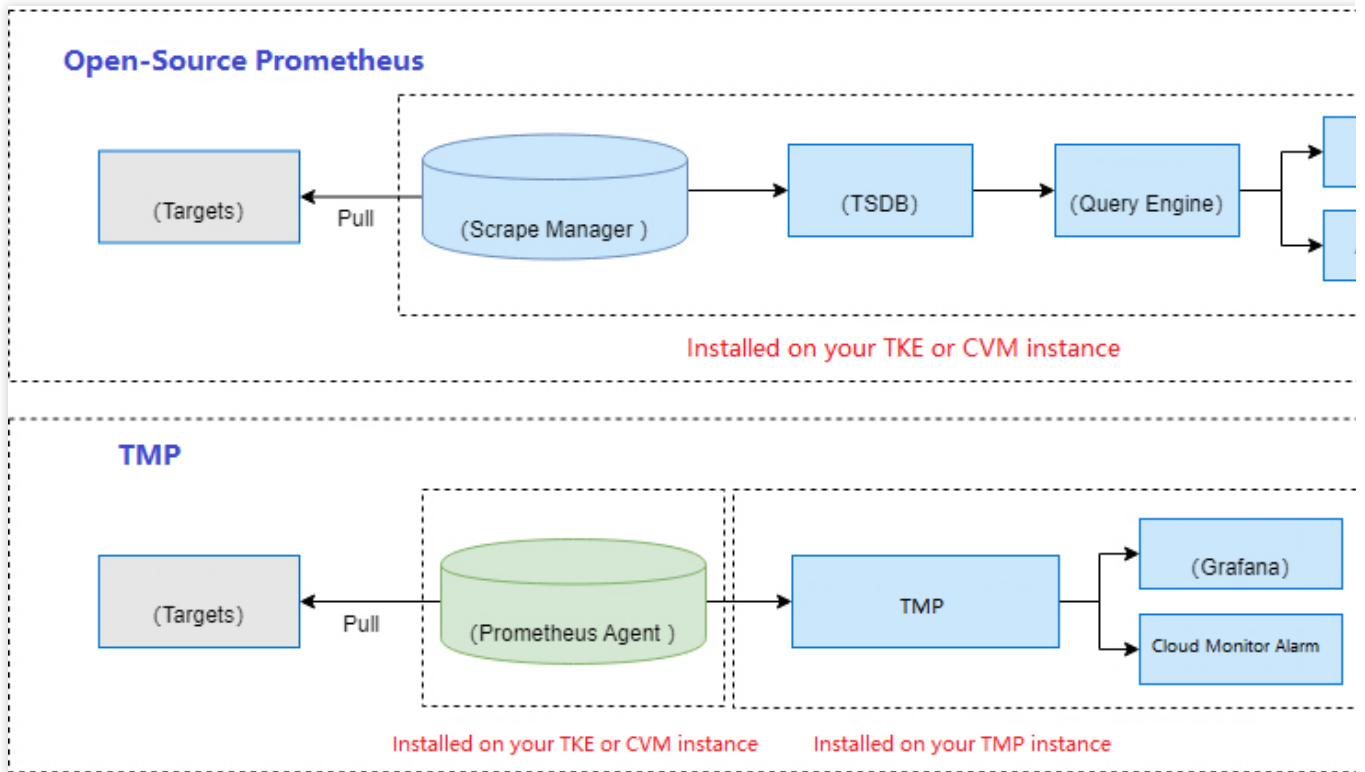 Open-Source Prometheus
(Targets)
Pull
(Scrape Manager )
(TSDB)
(Query Engine)
Installed on your TKE or CVM instance
TMP
(Targets)
Pull
(Prometheus Agent )
TMP
(Grafana)
Cloud Monitor Alarm
Installed on your TKE or CVM instance
Installed on your TMP instance